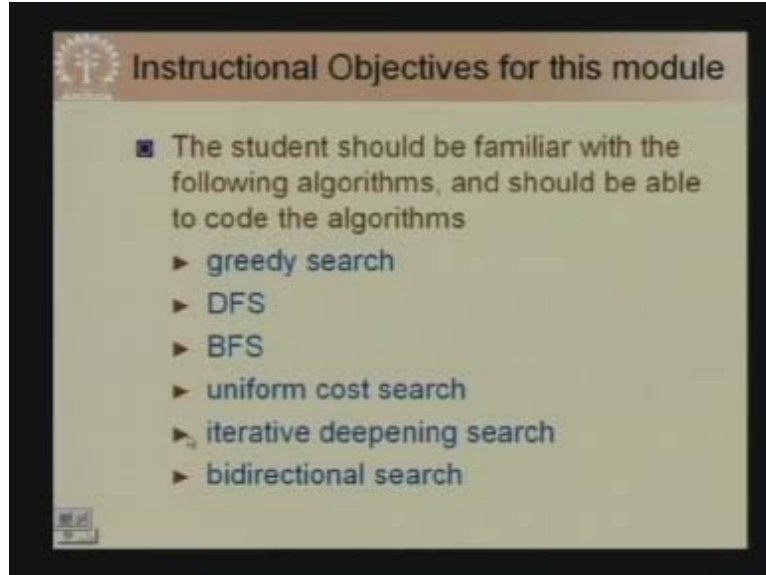 Instructional Objectives for this module
The student should be familiar with the
following algorithms, and should be able
to code the algorithms
greedy search
DFS
BFS
uniform cost search
iterative deepening search
bidirectional search